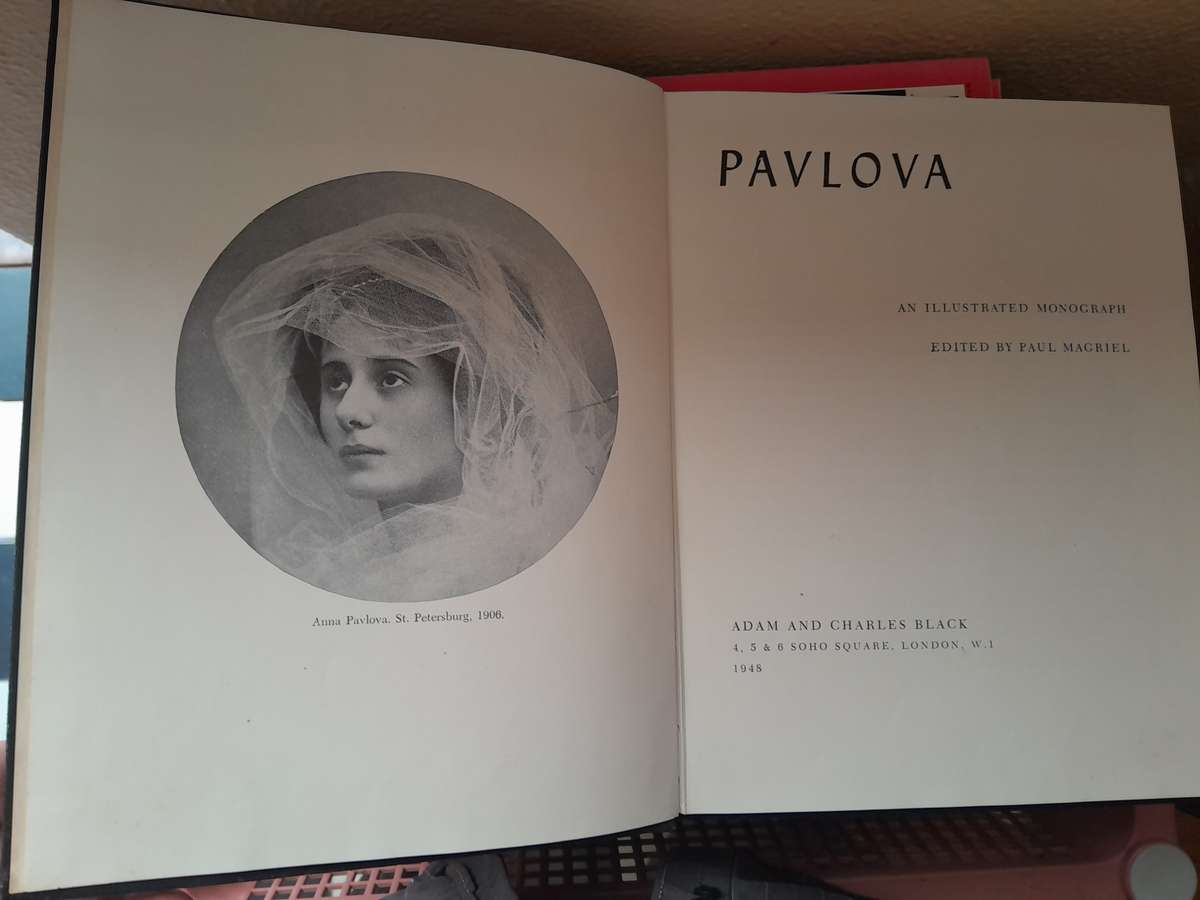 Anna Pavlova. St. Petersburg, 1906.
PAVLOVA
AN ILLUSTRATED MONOGRAPH
EDITED BY PAUL MAGRIEL
ADAM AND CHARLES BLACK
4, 5 & 6 SOHO SQUARE, LONDON, W.1
1948